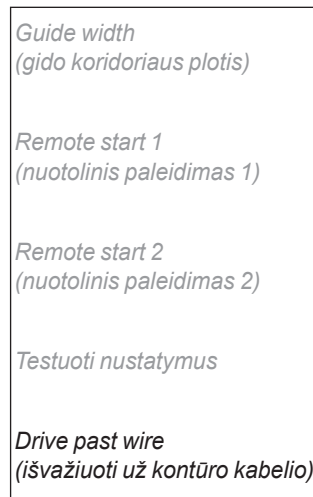 Guide width
(gido koridoriaus plotis)
Remote start 1
(nuotolinis paleidimas 1)
Remote start 2
(nuotolinis paleidimas 2)
Testuoti nustatymus
Drive past wire
(išvažiuoti už kontūro kabelio)